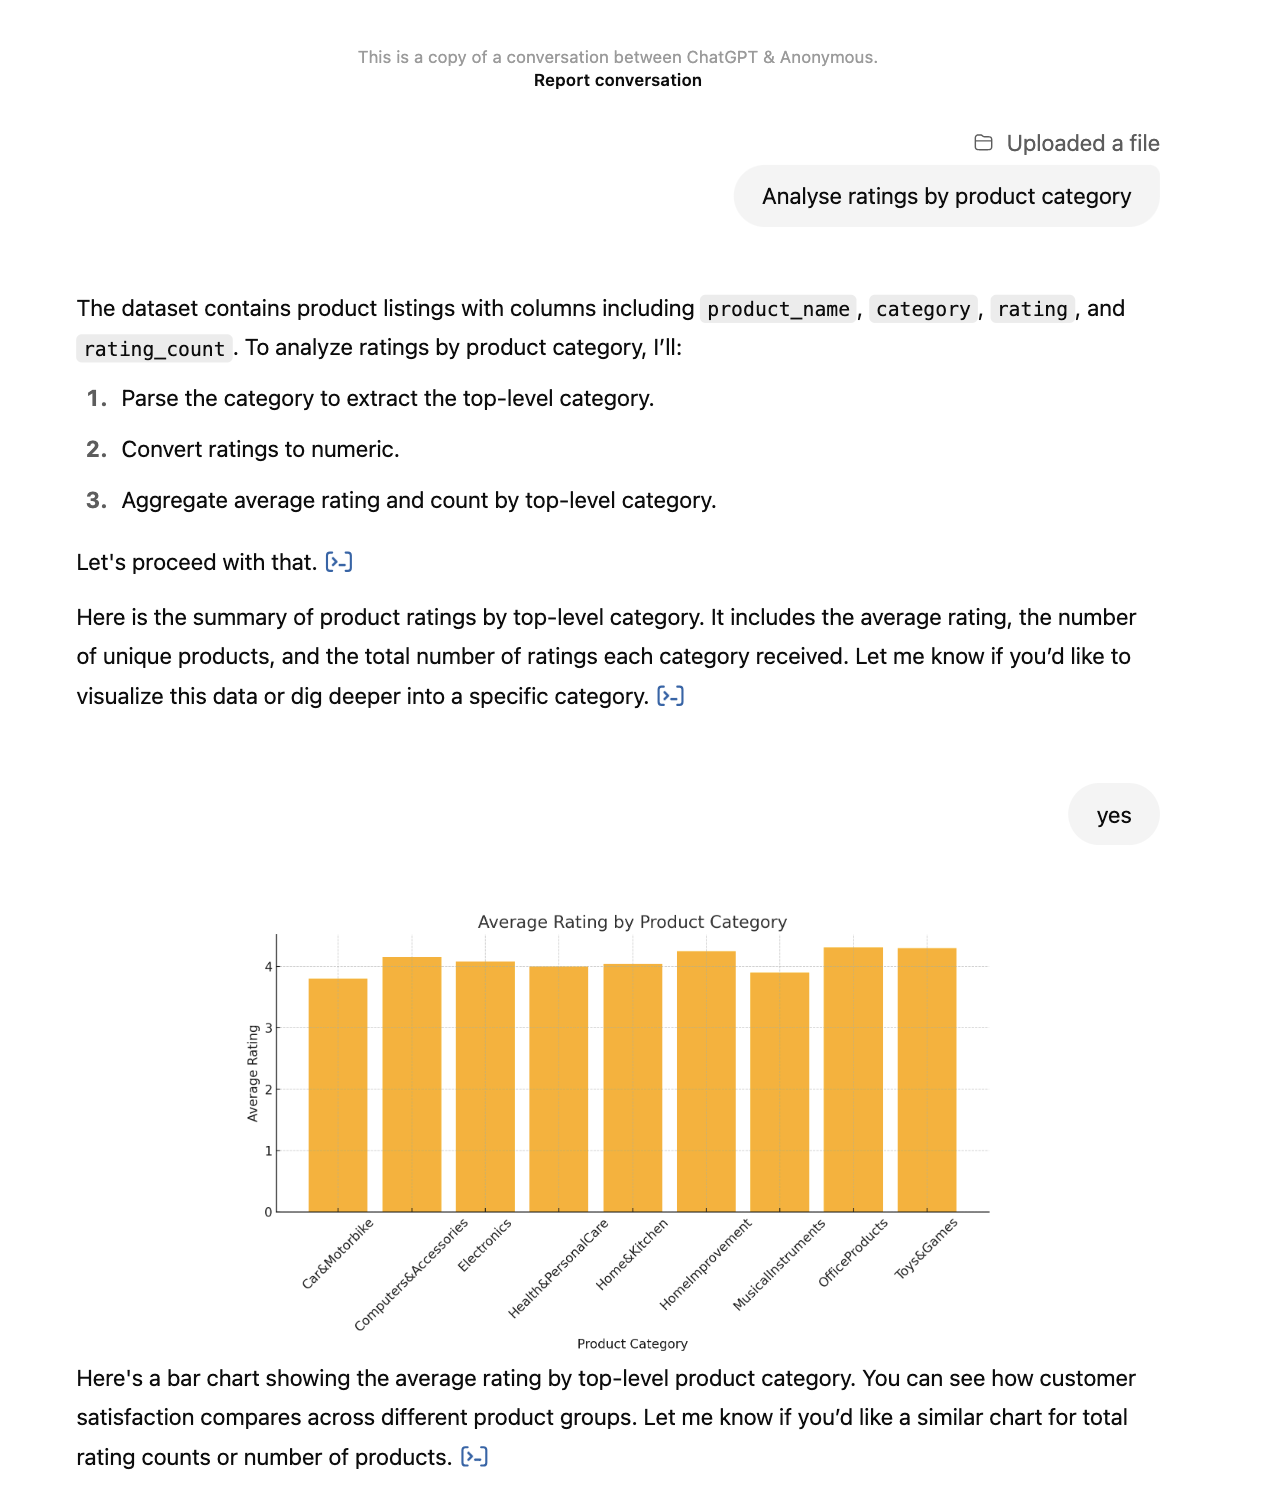 This is a copy of a conversation between ChatGPT & Anonymous.
Report conversation
Uploaded a file
Analyse ratings by product category
The dataset contains product listings with columns including product_name, category, rating, and
rating_count. To analyze ratings by product category, I’ll:
1. Parse the category to extract the top-level category.
2. Convert ratings to numeric.
3. Aggregate average rating and count by top-level category.
Let's proceed with that. [>-]
Here is the summary of product ratings by top-level category. It includes the average rating, the number
of unique products, and the total number of ratings each category received. Let me know if you’d like to
visualize this data or dig deeper into a specific category. [>-]
yes
Average Rating by Product Category
4
3
2
1
0
Average Rating
Car&Motorbike
Computers&Accessories
Electronics
Health&PersonalCare
Home&Kitchen
HomeImprovement
MusicalInstruments
OfficeProducts
Toys&Games
Product Category
Here's a bar chart showing the average rating by top-level product category. You can see how customer
satisfaction compares across different product groups. Let me know if you’d like a similar chart for total
rating counts or number of products. [>-]